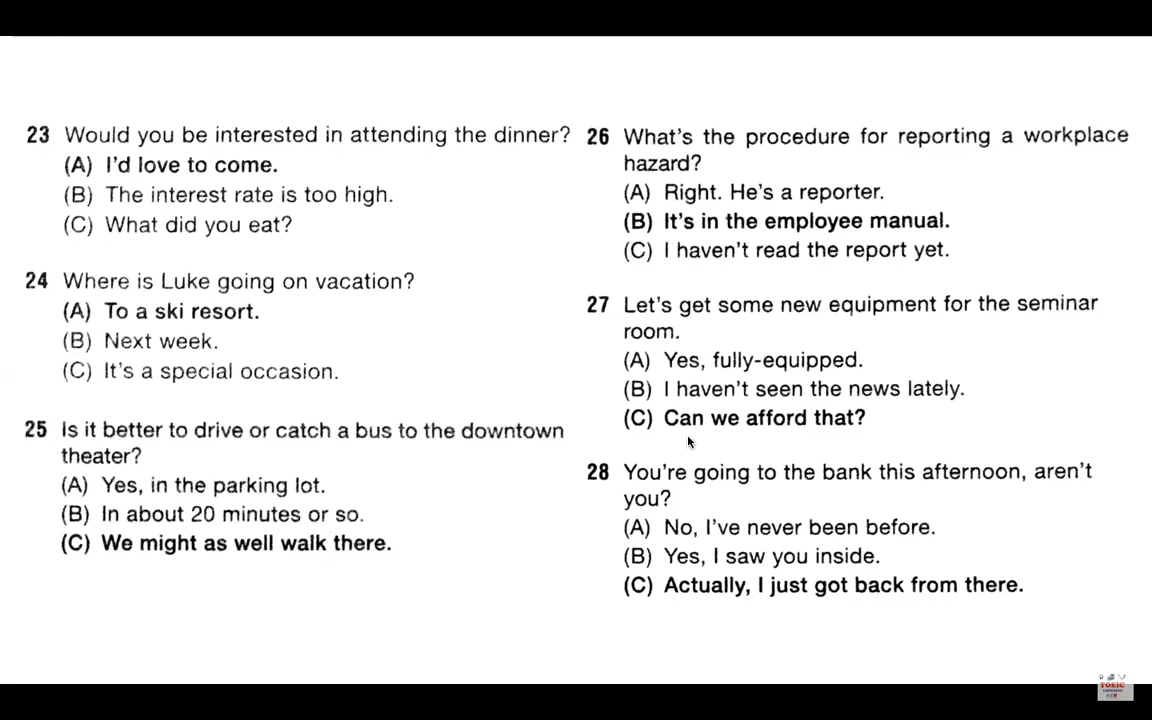 23 Would you be interested in attending the dinner?
(A) I'd love to come.
(B) The interest rate is too high.
(C) What did you eat?
24 Where is Luke going on vacation?
(A) To a ski resort.
(B) Next week.
(C) It's a special occasion.
25 Is it better to drive or catch a bus to the downtown
theater?
(A) Yes, in the parking lot.
(B) In about 20 minutes or so.
(C) We might as well walk there.
26 What's the procedure for reporting a workplace
hazard?
(A) Right. He's a reporter.
(B) It's in the employee manual.
(C) I haven't read the report yet.
27 Let's get some new equipment for the seminar
room.
(A) Yes, fully-equipped.
(B) I haven't seen the news lately.
(C) Can we afford that?
28 You're going to the bank this afternoon, aren't
you?
(A) No, I've never been before.
(B) Yes, I saw you inside.
(C) Actually, I just got back from there.
TOEIC